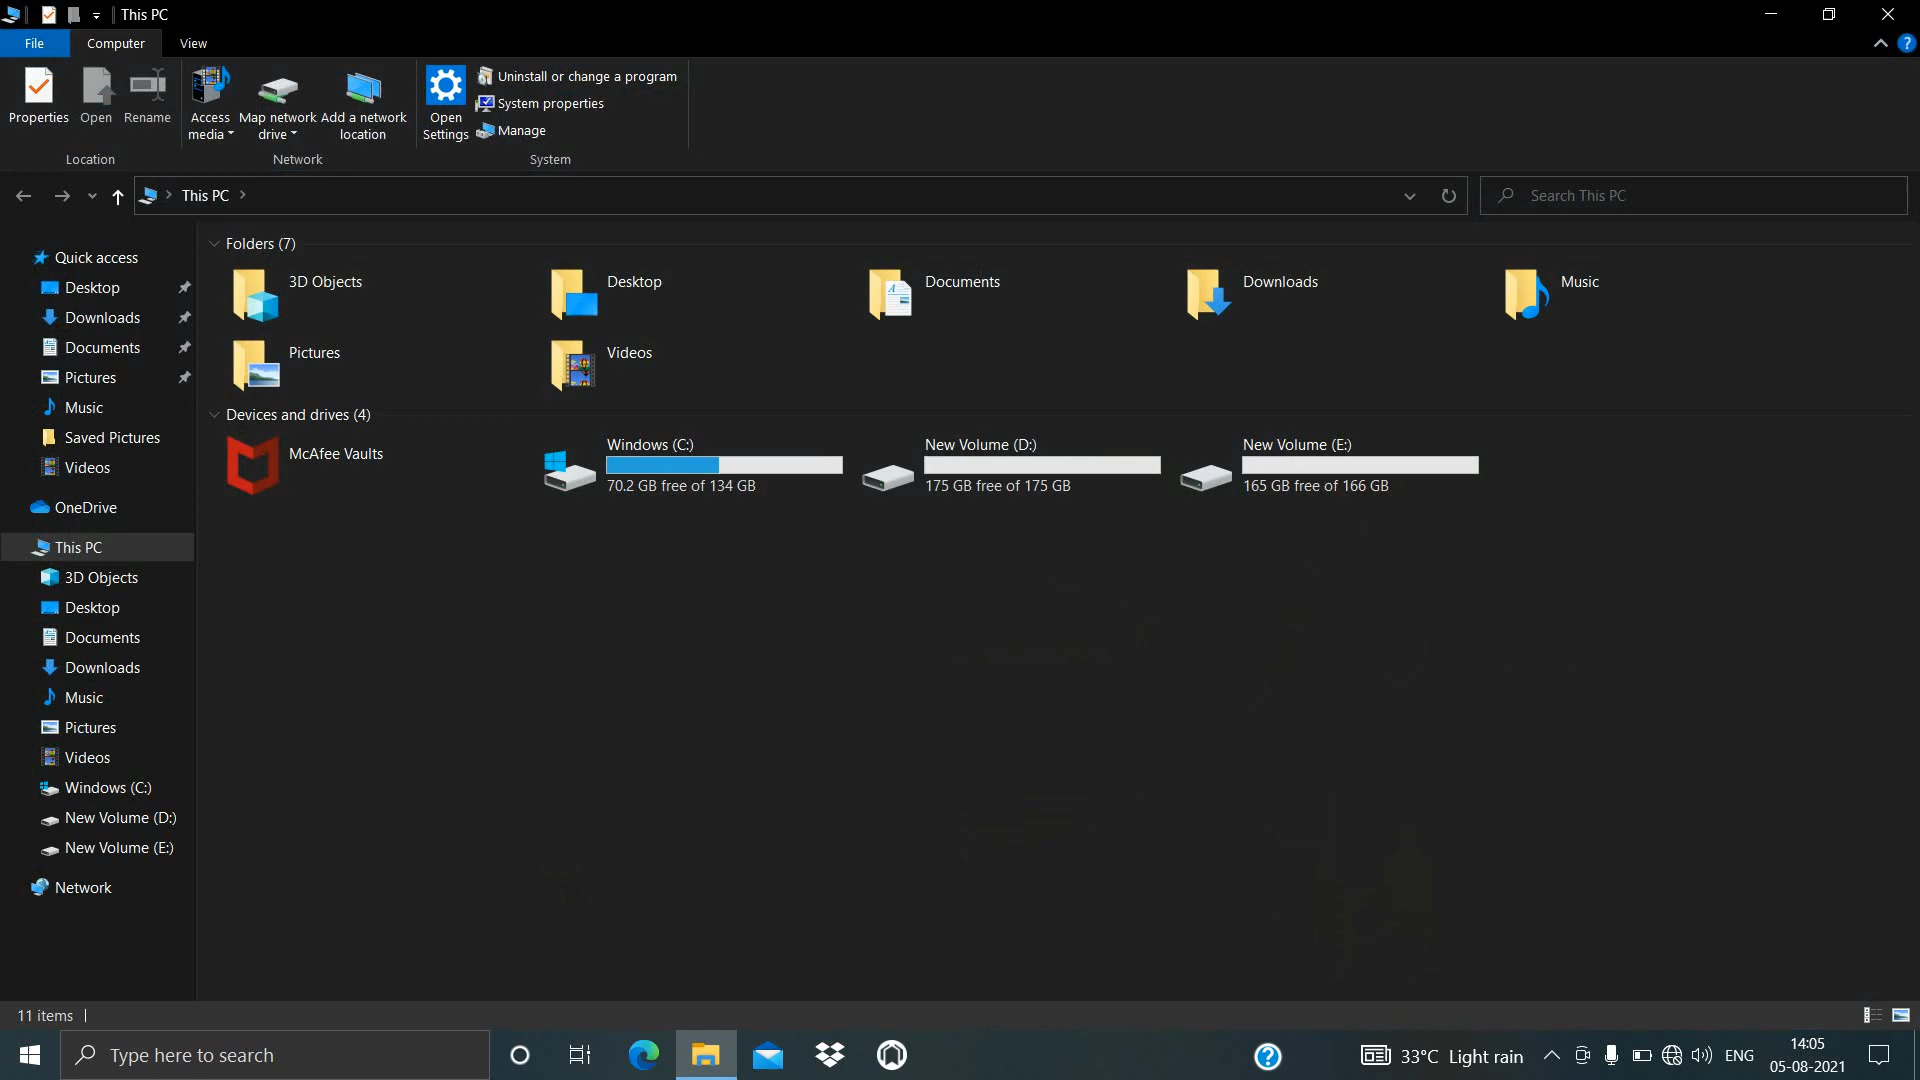 This PC
File
Computer
View
Properties
Open
Rename
Access
media
Map network
drive
Add a network
location
Open
Settings
Uninstall or change a program
System properties
Manage
Location
Network
System
This PC
Search This PC
Quick access
Desktop
Downloads
Documents
Pictures
Music
Saved Pictures
Videos
OneDrive
This PC
3D Objects
Desktop
Documents
Downloads
Music
Pictures
Videos
Windows (C:)
New Volume (D:)
New Volume (E:)
Network
Folders (7)
3D Objects
Desktop
Documents
Downloads
Music
Pictures
Videos
Devices and drives (4)
McAfee Vaults
Windows (C:)
70.2 GB free of 134 GB
New Volume (D:)
175 GB free of 175 GB
New Volume (E:)
165 GB free of 166 GB
11 items
Type here to search
33°C Light rain
ENG
14:05
05-08-2021